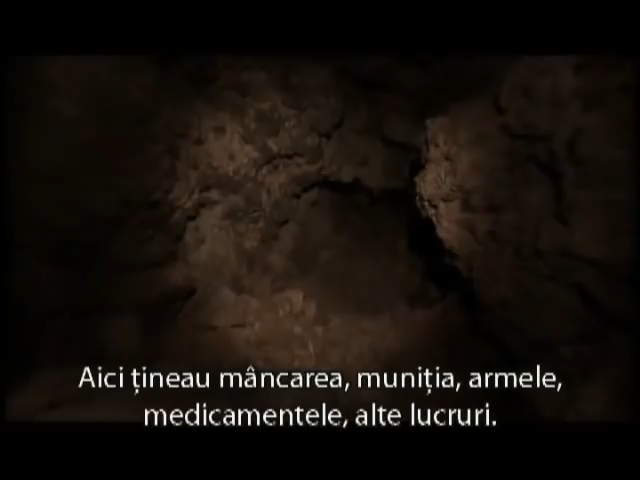 Aici țineau mâncarea, muniția, armele,
medicamentele, alte lucruri.